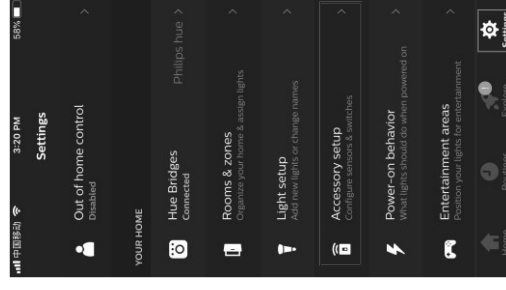 中国移动 3:20 PM 58%
Settings
Out of home control
Disabled
YOUR HOME
Hue Bridges
Connected
Philips hue
Rooms & zones
Organize your home & assign lights
Light setup
Add new lights or change names
Accessory setup
Configure sensors & switches
Power-on behavior
What lights should do when powered on
Entertainment areas
Position your lights for entertainment
Home Routines Explore Settings